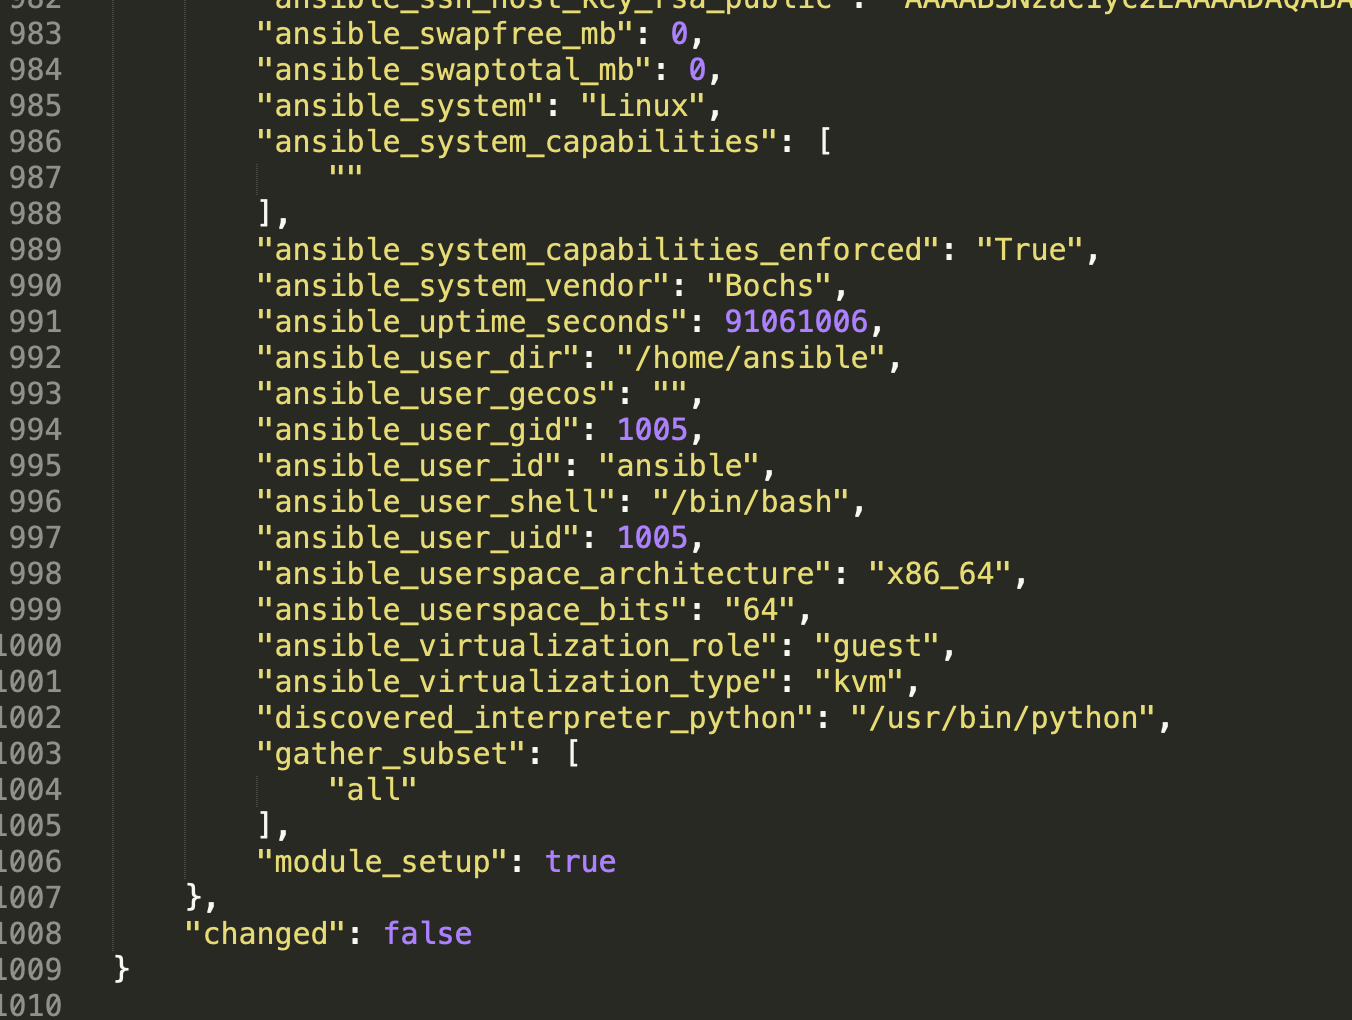 983 "ansible_swapfree_mb": 0,
984 "ansible_swaptotal_mb": 0,
985 "ansible_system": "Linux",
986 "ansible_system_capabilities": [
987 ""
988 ],
989 "ansible_system_capabilities_enforced": "True",
990 "ansible_system_vendor": "Bochs",
991 "ansible_uptime_seconds": 91061006,
992 "ansible_user_dir": "/home/ansible",
993 "ansible_user_gecos": "",
994 "ansible_user_gid": 1005,
995 "ansible_user_id": "ansible",
996 "ansible_user_shell": "/bin/bash",
997 "ansible_user_uid": 1005,
998 "ansible_userspace_architecture": "x86_64",
999 "ansible_userspace_bits": "64",
1000 "ansible_virtualization_role": "guest",
1001 "ansible_virtualization_type": "kvm",
1002 "discovered_interpreter_python": "/usr/bin/python",
1003 "gather_subset": [
1004 "all"
1005 ],
1006 "module_setup": true
1007 },
1008 "changed": false
1009 }
1010